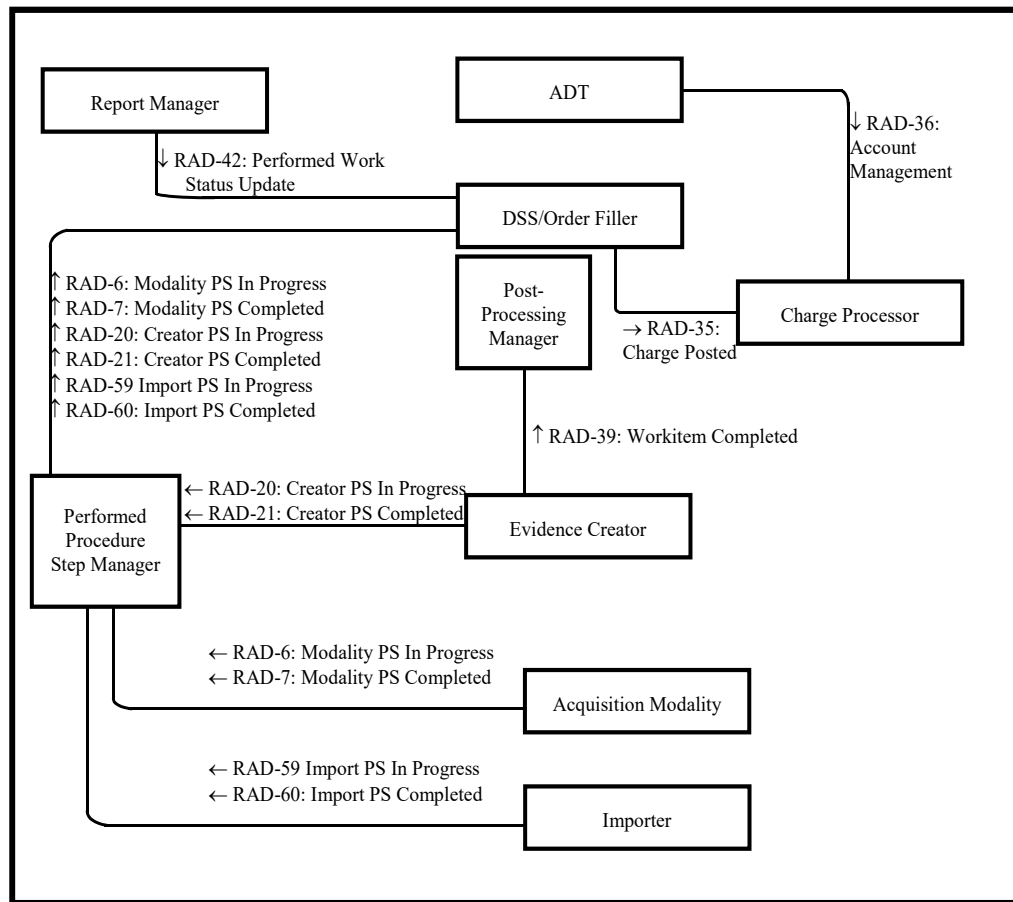 Report Manager
ADT
↓ RAD-36:
Account
Management
↓ RAD-42: Performed Work
Status Update
DSS/Order Filler
↑ RAD-6: Modality PS In Progress
↑ RAD-7: Modality PS Completed
↑ RAD-20: Creator PS In Progress
↑ RAD-21: Creator PS Completed
↑ RAD-59 Import PS In Progress
↑ RAD-60: Import PS Completed
Post-
Processing
Manager
Charge Processor
→ RAD-35:
Charge Posted
↑ RAD-39: Workitem Completed
← RAD-20: Creator PS In Progress
← RAD-21: Creator PS Completed
Performed
Procedure
Step Manager
Evidence Creator
← RAD-6: Modality PS In Progress
← RAD-7: Modality PS Completed
Acquisition Modality
← RAD-59 Import PS In Progress
← RAD-60: Import PS Completed
Importer